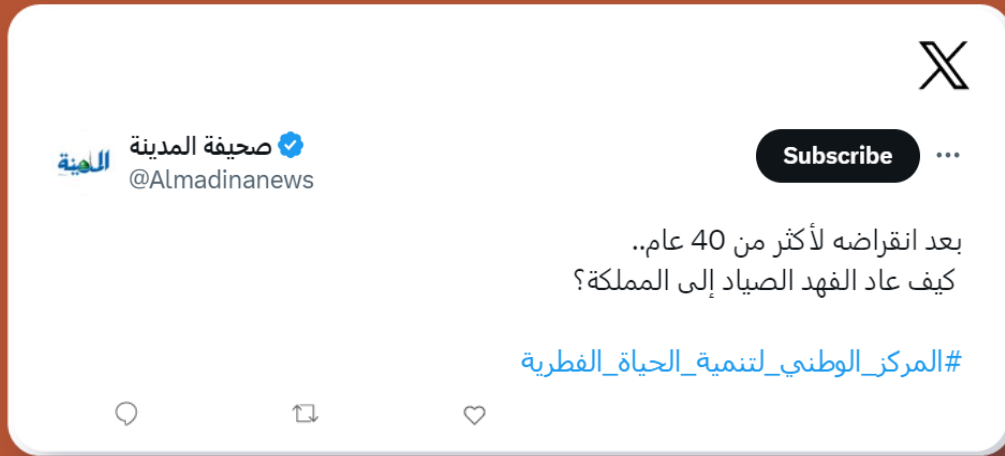 صحيفة المدينة
@Almadinanews
Subscribe
بعد انقراضه لأكثر من 40 عام..
كيف عاد الفهد الصياد إلى المملكة؟
#المركز_الوطني_لتنمية_الحياة_الفطرية